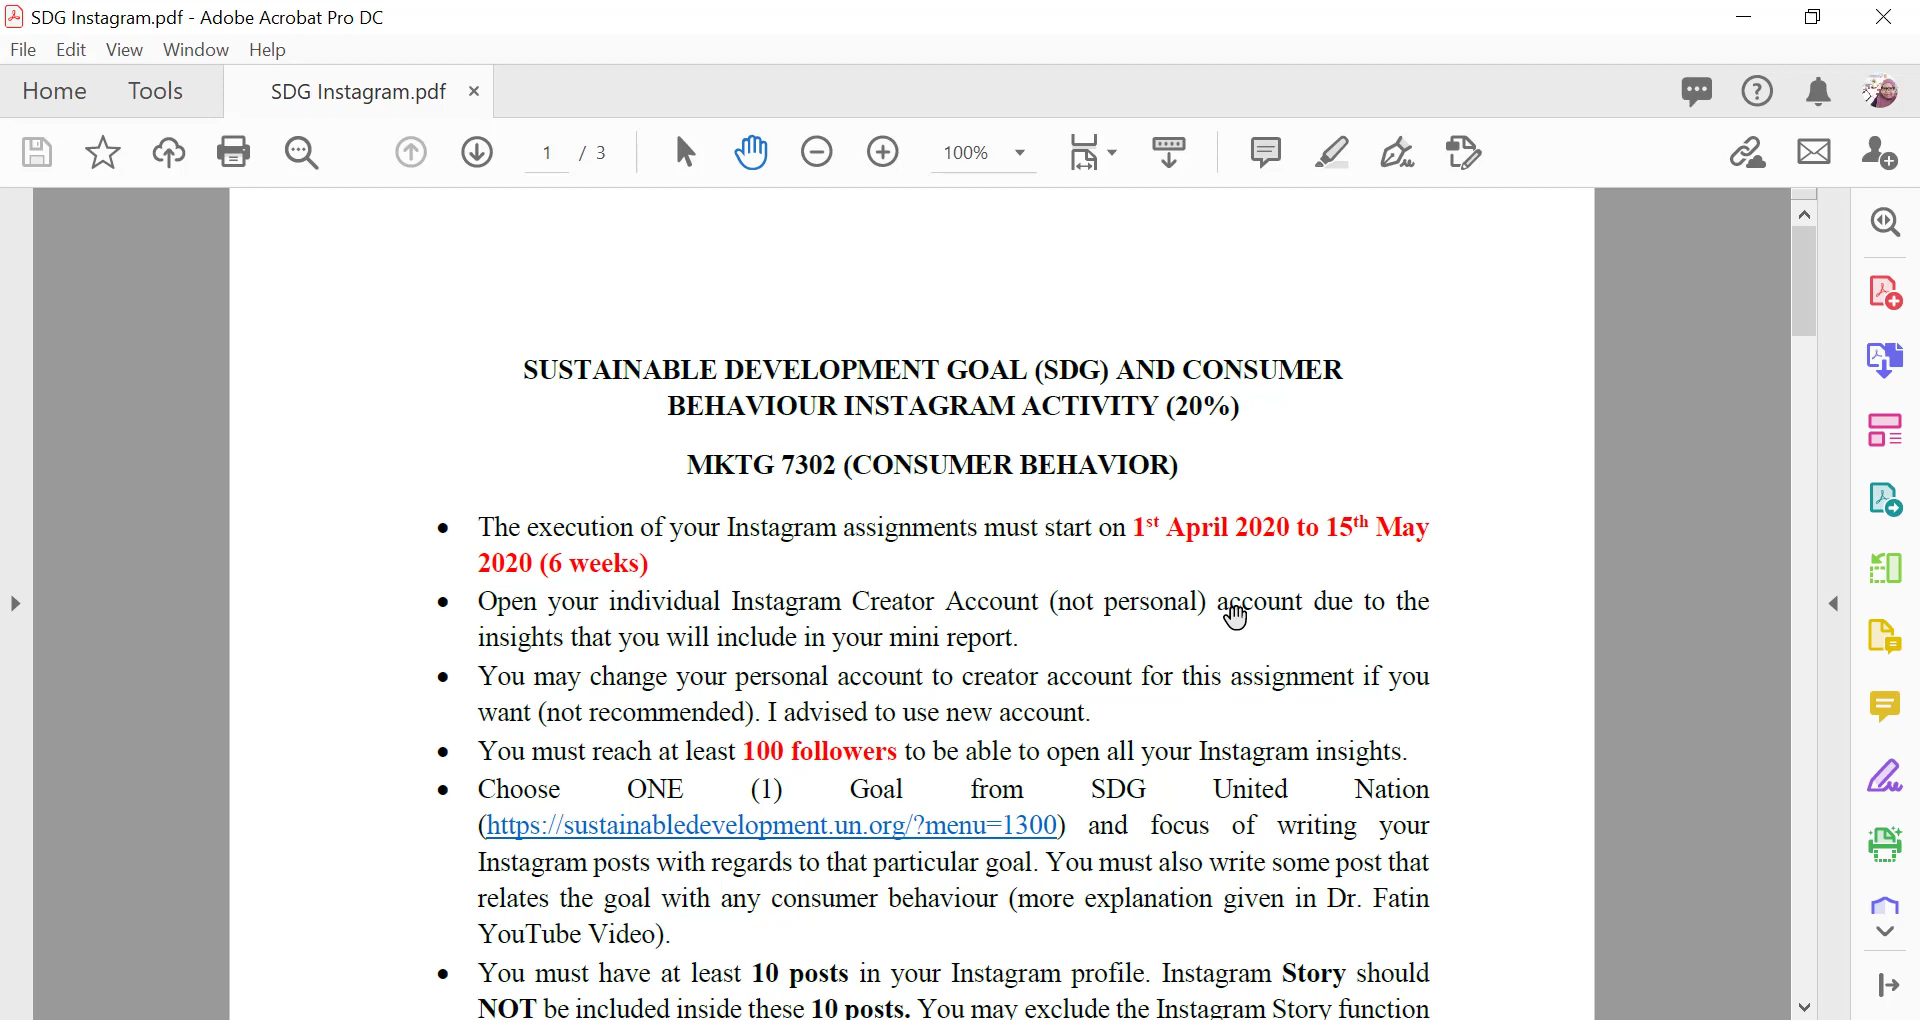 SDG Instagram.pdf - Adobe Acrobat Pro DC
File Edit View Window Help
Home Tools SDG Instagram.pdf ×
1 / 3 100%
SUSTAINABLE DEVELOPMENT GOAL (SDG) AND CONSUMER
BEHAVIOUR INSTAGRAM ACTIVITY (20%)
MKTG 7302 (CONSUMER BEHAVIOR)
• The execution of your Instagram assignments must start on 1st April 2020 to 15th May
2020 (6 weeks)
• Open your individual Instagram Creator Account (not personal) account due to the
insights that you will include in your mini report.
• You may change your personal account to creator account for this assignment if you
want (not recommended). I advised to use new account.
• You must reach at least 100 followers to be able to open all your Instagram insights.
• Choose ONE (1) Goal from SDG United Nation
(https://sustainabledevelopment.un.org/?menu=1300) and focus of writing your
Instagram posts with regards to that particular goal. You must also write some post that
relates the goal with any consumer behaviour (more explanation given in Dr. Fatin
YouTube Video).
• You must have at least 10 posts in your Instagram profile. Instagram Story should
NOT be included inside these 10 posts. You may exclude the Instagram Story function